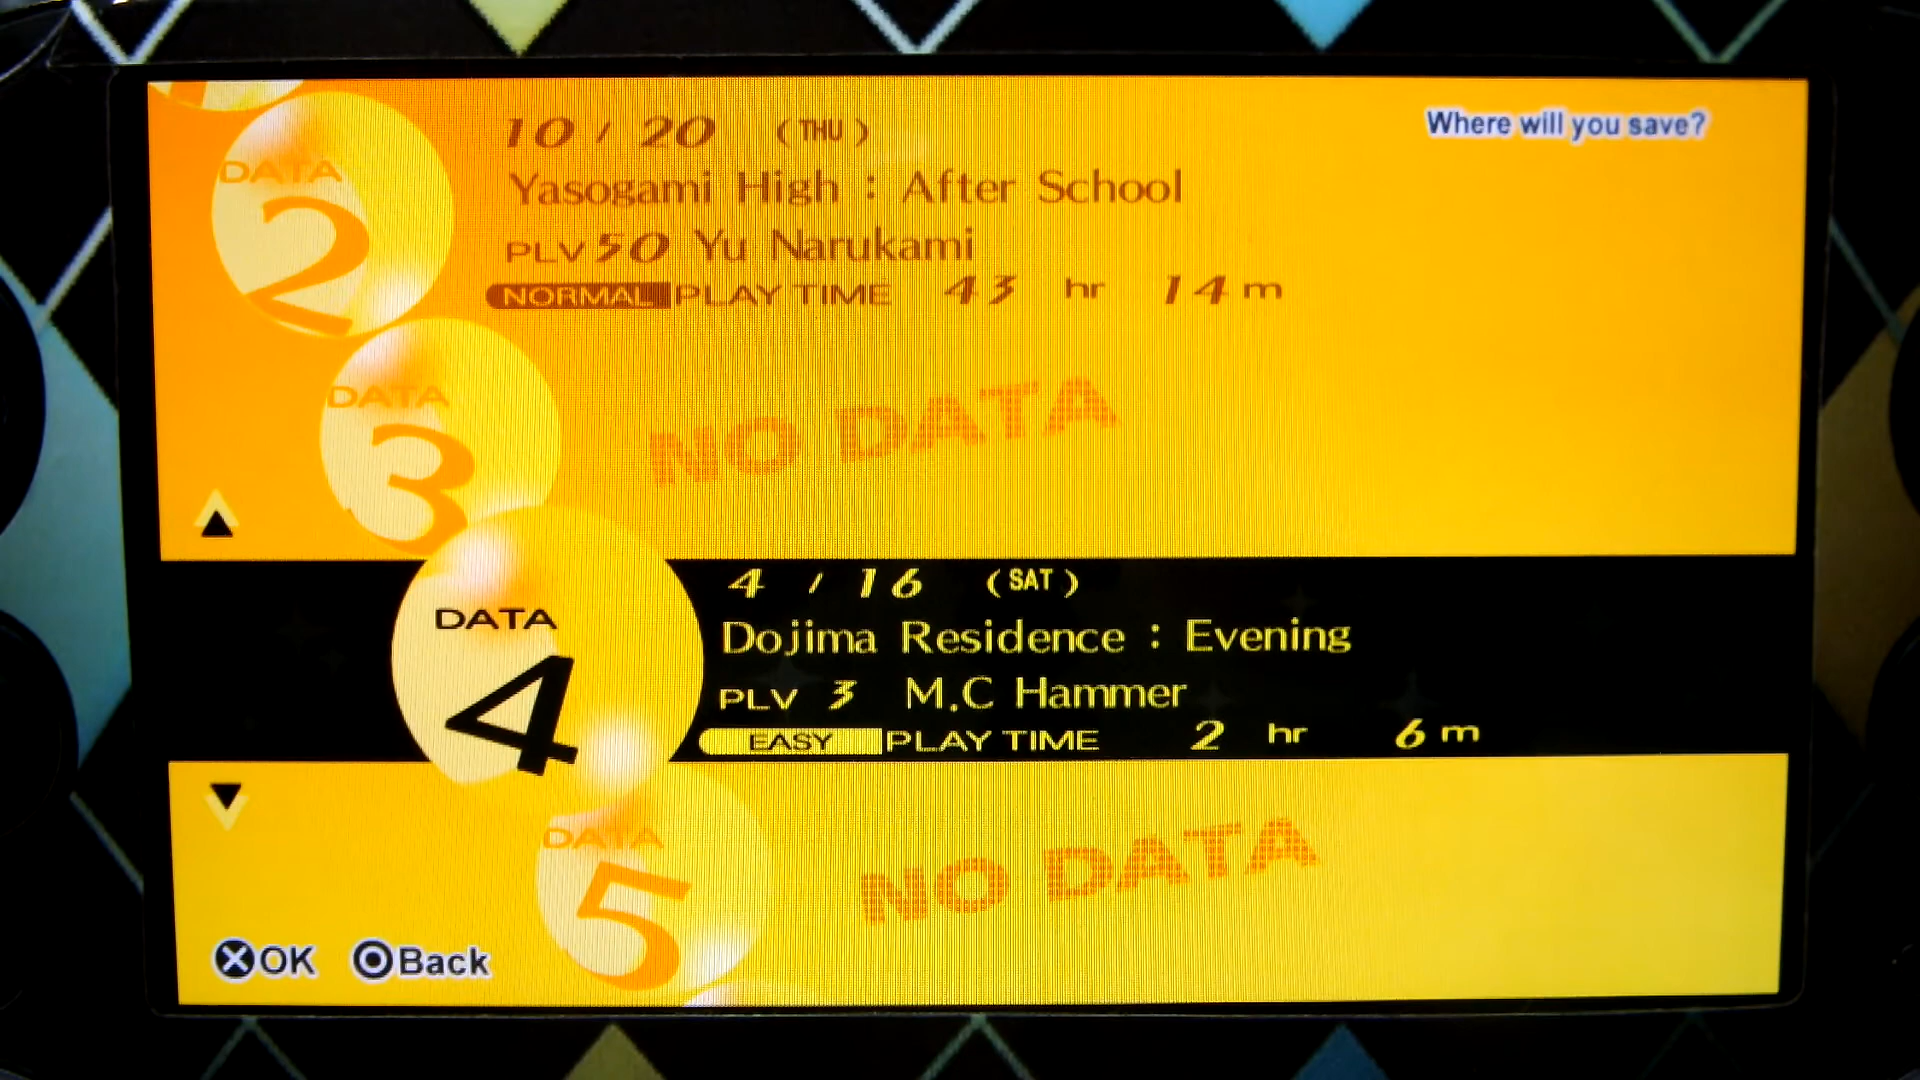 Where will you save?
DATA
2
10 / 20 (THU)
Yasogami High : After School
PLV 50 Yu Narukami
NORMAL PLAY TIME 43 hr 14 m
DATA
3
NO DATA
DATA
4
4 / 16 (SAT)
Dojima Residence : Evening
PLV 3 M.C Hammer
EASY PLAY TIME 2 hr 6 m
DATA
5
NO DATA
OK Back